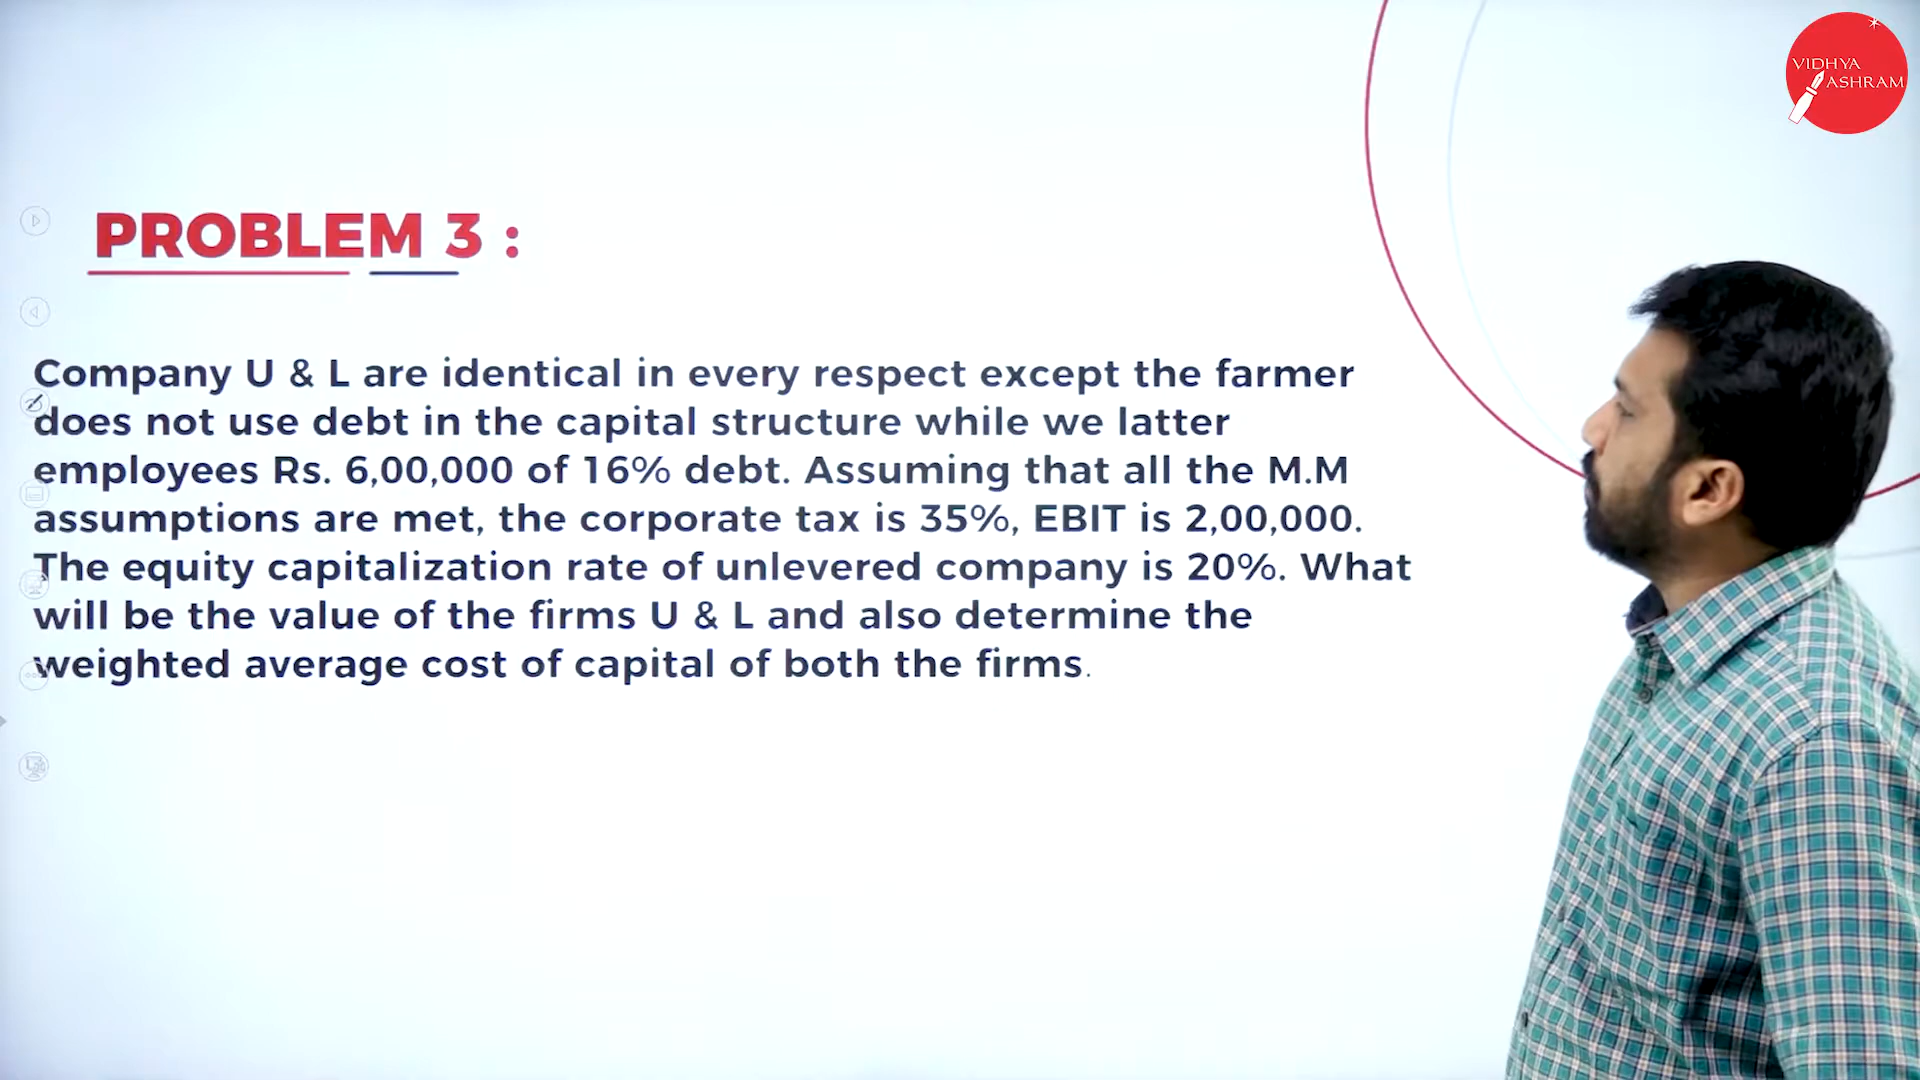 VIDHYA
ASHRAM
PROBLEM 3 :
Company U & L are identical in every respect except the farmer
does not use debt in the capital structure while we latter
employees Rs. 6,00,000 of 16% debt. Assuming that all the M.M
assumptions are met, the corporate tax is 35%, EBIT is 2,00,000.
The equity capitalization rate of unlevered company is 20%. What
will be the value of the firms U & L and also determine the
weighted average cost of capital of both the firms.